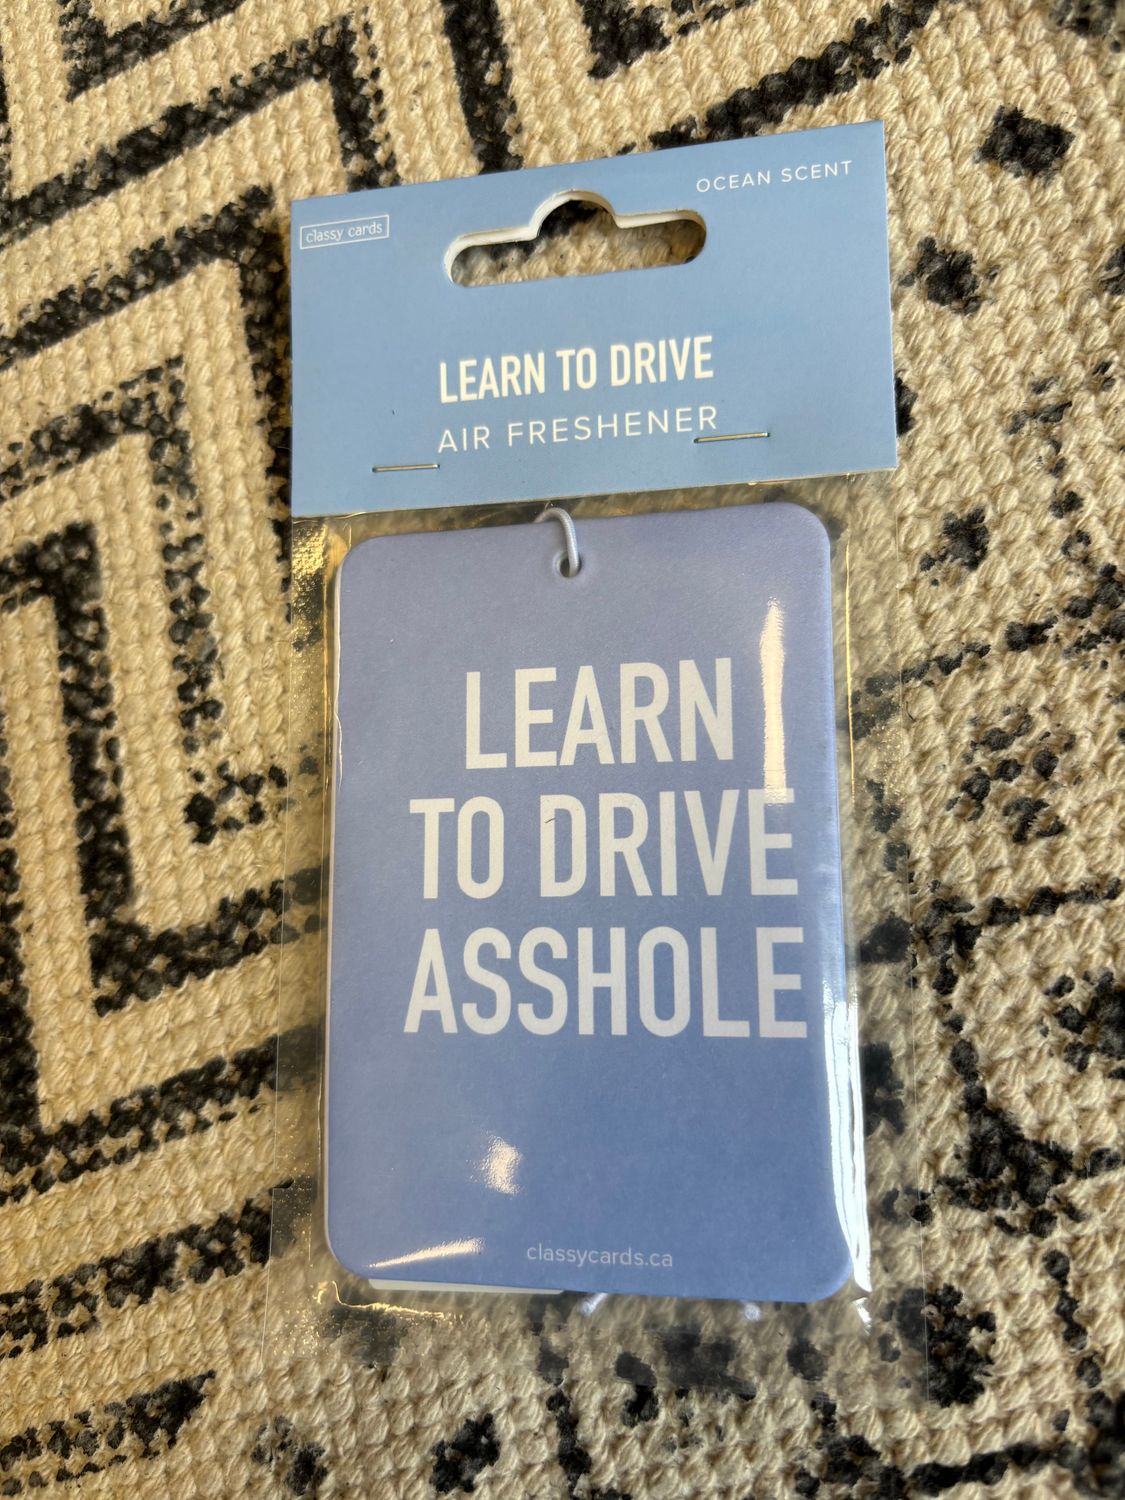 classy cards
OCEAN SCENT
LEARN TO DRIVE
AIR FRESHENER
LEARN
TO DRIVE
ASSHOLE
classycards.ca